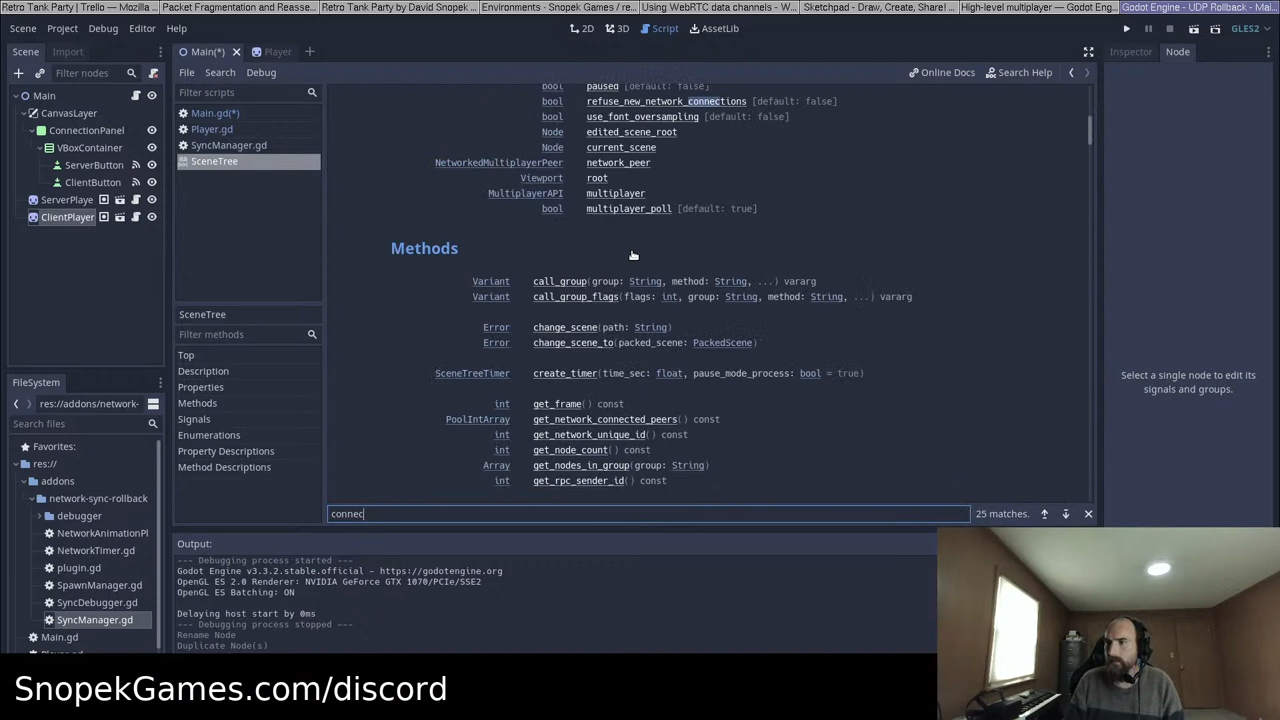 Retro Tank Party | Trello — M...
Packet Fragmentation and Reasse...
Retro Tank Party by David Snopek ...
Environments · Snopek Games / re...
Using WebRTC data channels - W...
Sketchpad - Draw, Create, Share! ...
High-level multiplayer — Godot Eng...
Godot Engine - UDP Rollback - Mai...
Scene Project Debug Editor Help
2D 3D Script AssetLib
GLES2
Scene Import
Filter nodes
Main
CanvasLayer
ConnectionPanel
VBoxContainer
ServerButton
ClientButton
ServerPlaye
ClientPlayer
FileSystem
res://addons/network-
Search files
Favorites:
res://
addons
network-sync-rollback
debugger
NetworkAnimationPl
NetworkTimer.gd
plugin.gd
SpawnManager.gd
SyncDebugger.gd
SyncManager.gd
Main.gd
Main(*) Player
File Search Debug
Online Docs Search Help
Filter scripts
Main.gd(*)
Player.gd
SyncManager.gd
SceneTree
SceneTree
Filter methods
Top
Description
Properties
Methods
Signals
Enumerations
Property Descriptions
Method Descriptions
bool paused [default: false]
bool refuse_new_network_connections [default: false]
bool use_font_oversampling [default: false]
Node edited_scene_root
Node current_scene
NetworkedMultiplayerPeer network_peer
Viewport root
MultiplayerAPI multiplayer
bool multiplayer_poll [default: true]
Methods
Variant call_group(group: String, method: String, ...) vararg
Variant call_group_flags(flags: int, group: String, method: String, ...) vararg
Error change_scene(path: String)
Error change_scene_to(packed_scene: PackedScene)
SceneTreeTimer create_timer(time_sec: float, pause_mode_process: bool = true)
int get_frame() const
PoolIntArray get_network_connected_peers() const
int get_network_unique_id() const
int get_node_count() const
Array get_nodes_in_group(group: String)
int get_rpc_sender_id() const
connec
25 matches.
Output:
--- Debugging process started ---
Godot Engine v3.3.2.stable.official - https://godotengine.org
OpenGL ES 2.0 Renderer: NVIDIA GeForce GTX 1070/PCIe/SSE2
OpenGL ES Batching: ON
Delaying host start by 0ms
--- Debugging process stopped ---
Rename Node
Duplicate Node(s)
Inspector Node
Select a single node to edit its
signals and groups.
SnopekGames.com/discord